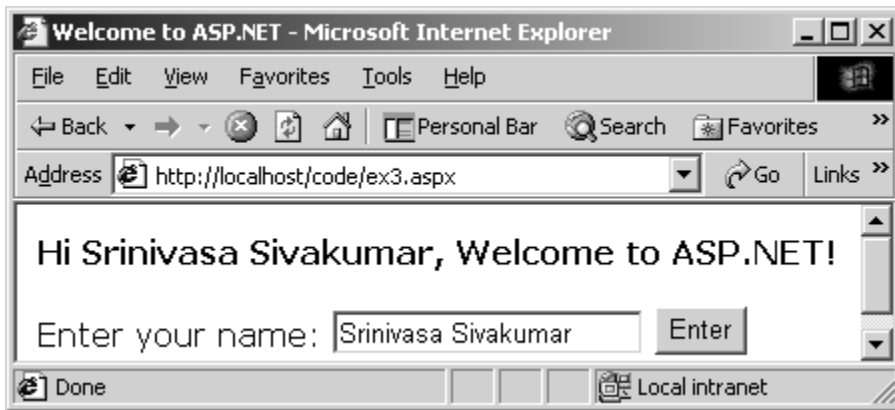 Welcome to ASP.NET - Microsoft Internet Explorer
File Edit View Favorites Tools Help
Back Personal Bar Search Favorites »
Address http://localhost/code/ex3.aspx Go Links »
Hi Srinivasa Sivakumar, Welcome to ASP.NET!
Enter your name: Srinivasa Sivakumar Enter
Done Local intranet